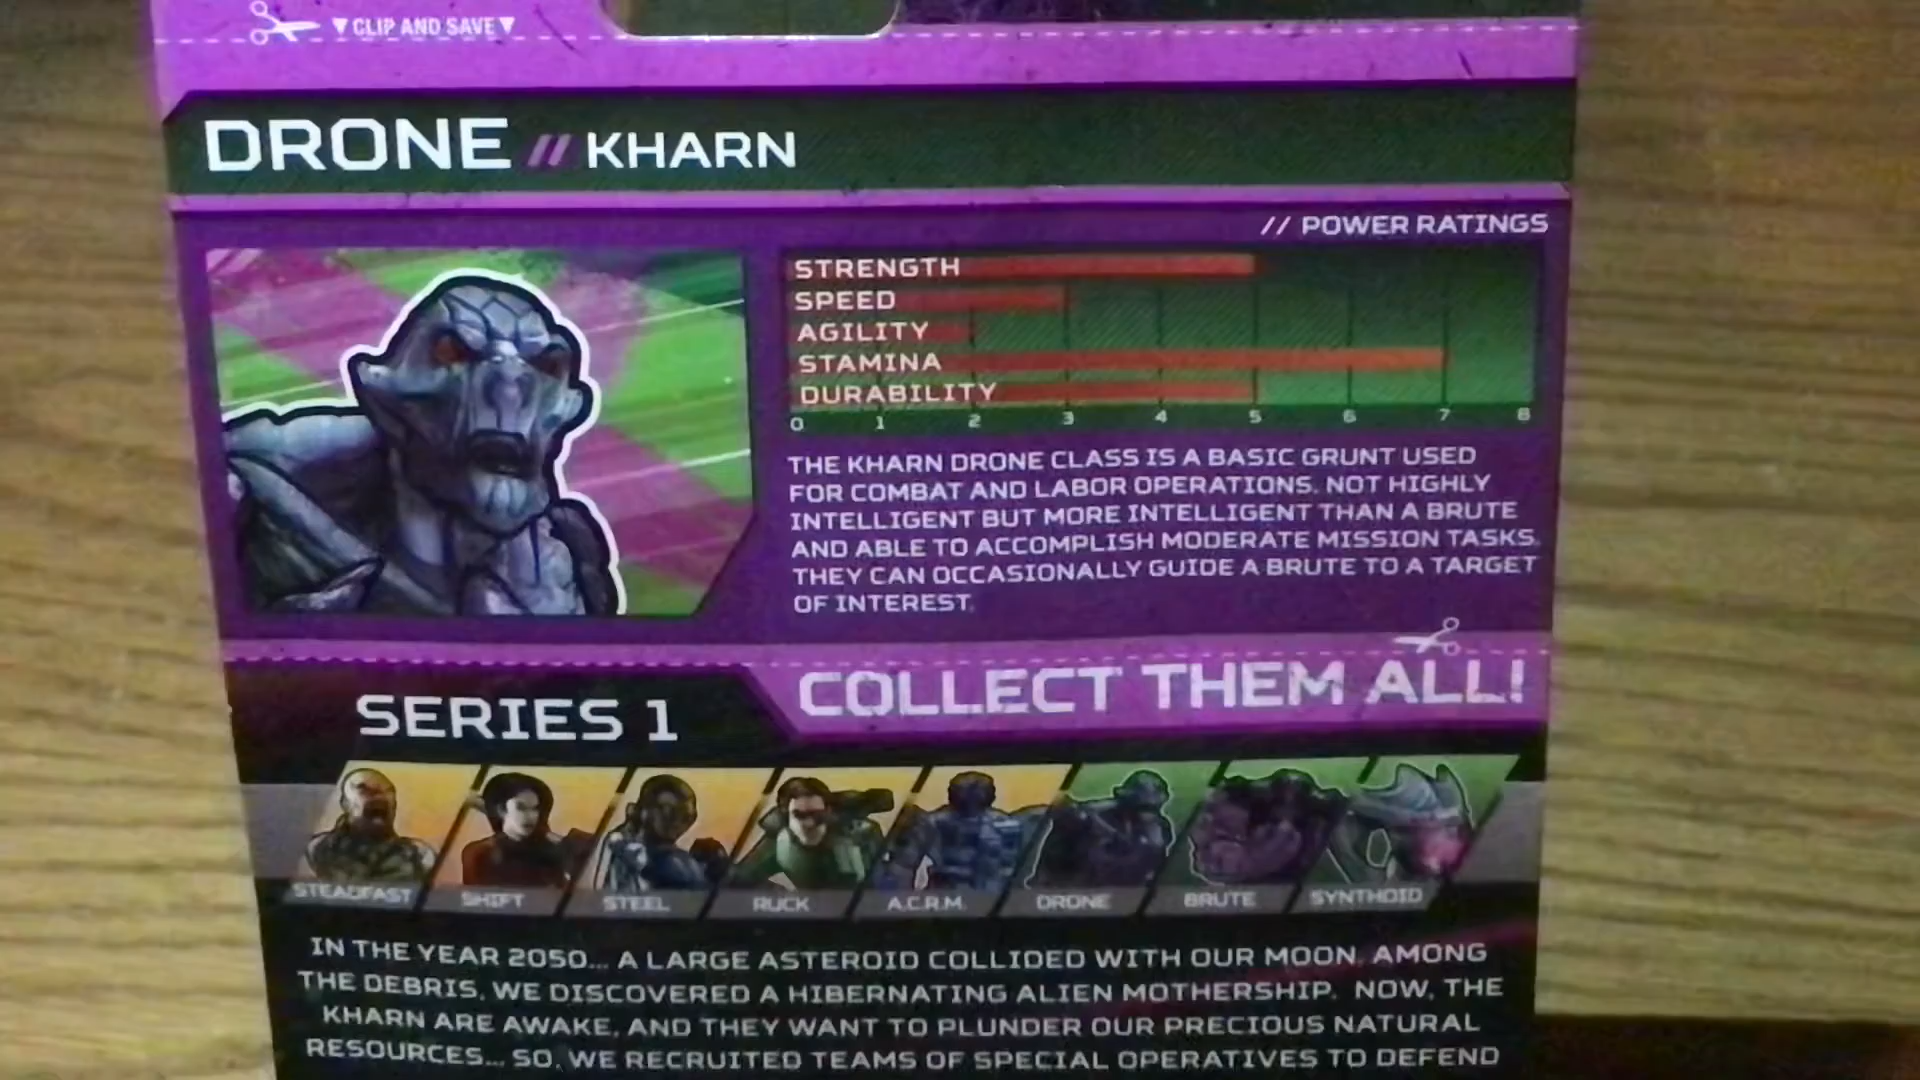 ▼CLIP AND SAVE▼
DRONE // KHARN
// POWER RATINGS
STRENGTH
SPEED
AGILITY
STAMINA
DURABILITY
0 1 2 3 4 5 6 7 8
THE KHARN DRONE CLASS IS A BASIC GRUNT USED
FOR COMBAT AND LABOR OPERATIONS. NOT HIGHLY
INTELLIGENT BUT MORE INTELLIGENT THAN A BRUTE
AND ABLE TO ACCOMPLISH MODERATE MISSION TASKS.
THEY CAN OCCASIONALLY GUIDE A BRUTE TO A TARGET
OF INTEREST.
SERIES 1
COLLECT THEM ALL!
STEADFAST SHIFT STEEL RUCK A.C.R.M. DRONE BRUTE SYNTHOID
IN THE YEAR 2050... A LARGE ASTEROID COLLIDED WITH OUR MOON. AMONG
THE DEBRIS, WE DISCOVERED A HIBERNATING ALIEN MOTHERSHIP. NOW, THE
KHARN ARE AWAKE, AND THEY WANT TO PLUNDER OUR PRECIOUS NATURAL
RESOURCES... SO, WE RECRUITED TEAMS OF SPECIAL OPERATIVES TO DEFEND